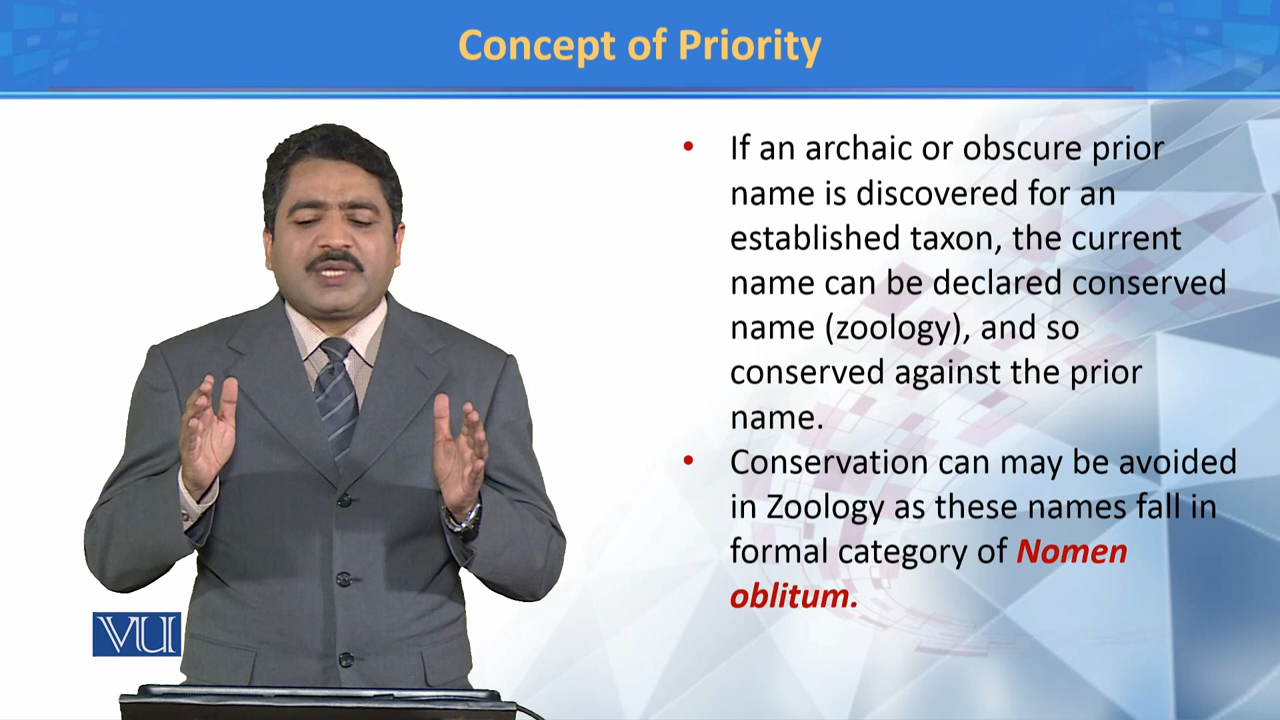 Concept of Priority
• If an archaic or obscure prior
name is discovered for an
established taxon, the current
name can be declared conserved
name (zoology), and so
conserved against the prior
name.
• Conservation can may be avoided
in Zoology as these names fall in
formal category of Nomen
oblitum.
VU